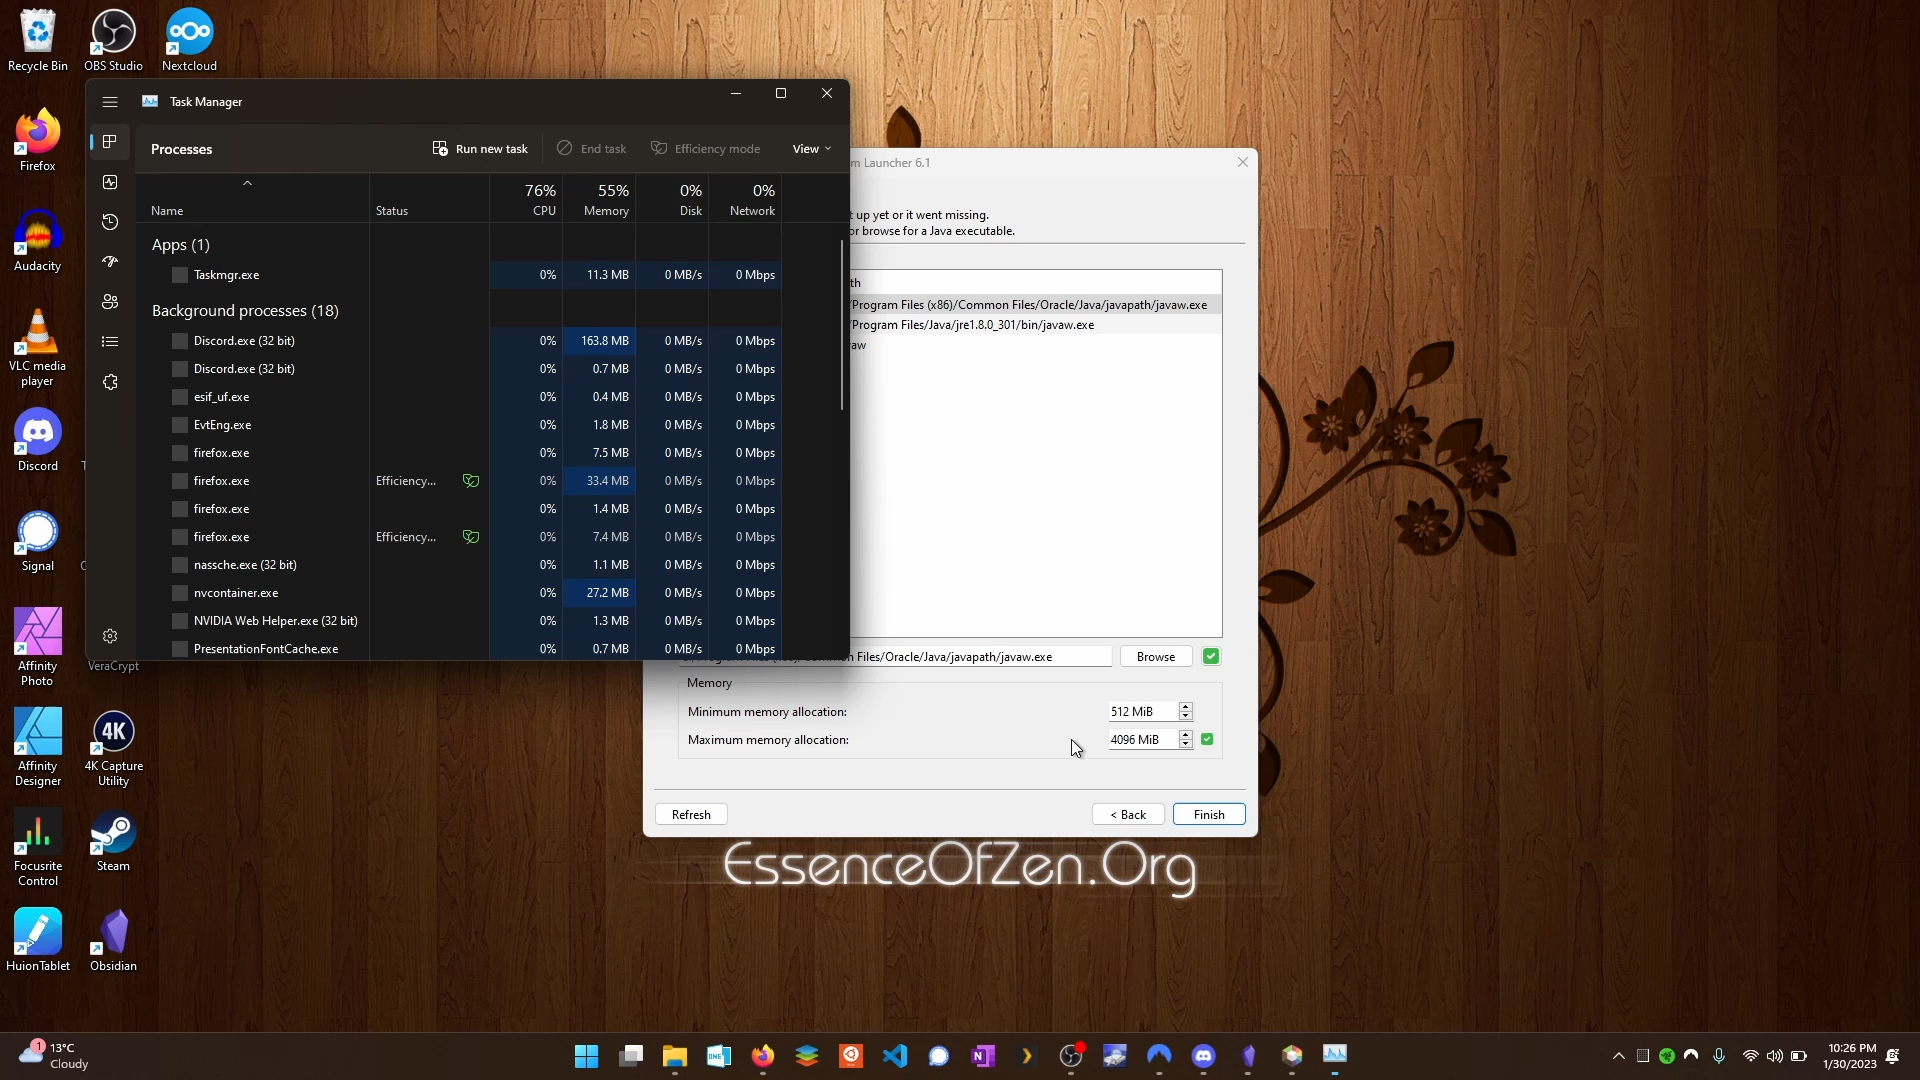 Recycle Bin
OBS Studio
Nextcloud
Firefox
Audacity
VLC media
player
Discord
Signal
Affinity
Photo
VeraCrypt
Affinity
Designer
4K
4K Capture
Utility
Focusrite
Control
Steam
HuionTablet
Obsidian
Task Manager
Processes
Run new task
End task
Efficiency mode
View
76%
55%
0%
0%
Name
Status
CPU
Memory
Disk
Network
Apps (1)
Taskmgr.exe
0%
11.3 MB
0 MB/s
0 Mbps
Background processes (18)
Discord.exe (32 bit)
0%
163.8 MB
0 MB/s
0 Mbps
Discord.exe (32 bit)
0%
0.7 MB
0 MB/s
0 Mbps
esif_uf.exe
0%
0.4 MB
0 MB/s
0 Mbps
EvtEng.exe
0%
1.8 MB
0 MB/s
0 Mbps
firefox.exe
0%
7.5 MB
0 MB/s
0 Mbps
firefox.exe
Efficiency...
0%
33.4 MB
0 MB/s
0 Mbps
firefox.exe
0%
1.4 MB
0 MB/s
0 Mbps
firefox.exe
Efficiency...
0%
7.4 MB
0 MB/s
0 Mbps
nassche.exe (32 bit)
0%
1.1 MB
0 MB/s
0 Mbps
nvcontainer.exe
0%
27.2 MB
0 MB/s
0 Mbps
NVIDIA Web Helper.exe (32 bit)
0%
1.3 MB
0 MB/s
0 Mbps
PresentationFontCache.exe
0%
0.7 MB
0 MB/s
0 Mbps
m Launcher 6.1
t up yet or it went missing.
or browse for a Java executable.
th
/Program Files (x86)/Common Files/Oracle/Java/javapath/javaw.exe
/Program Files/Java/jre1.8.0_301/bin/javaw.exe
aw
Files/Oracle/Java/javapath/javaw.exe
Browse
Memory
Minimum memory allocation:
512 MiB
Maximum memory allocation:
4096 MiB
Refresh
< Back
Finish
EssenceOfZen.Org
1
13°C
Cloudy
ONE
N
10:26 PM
1/30/2023